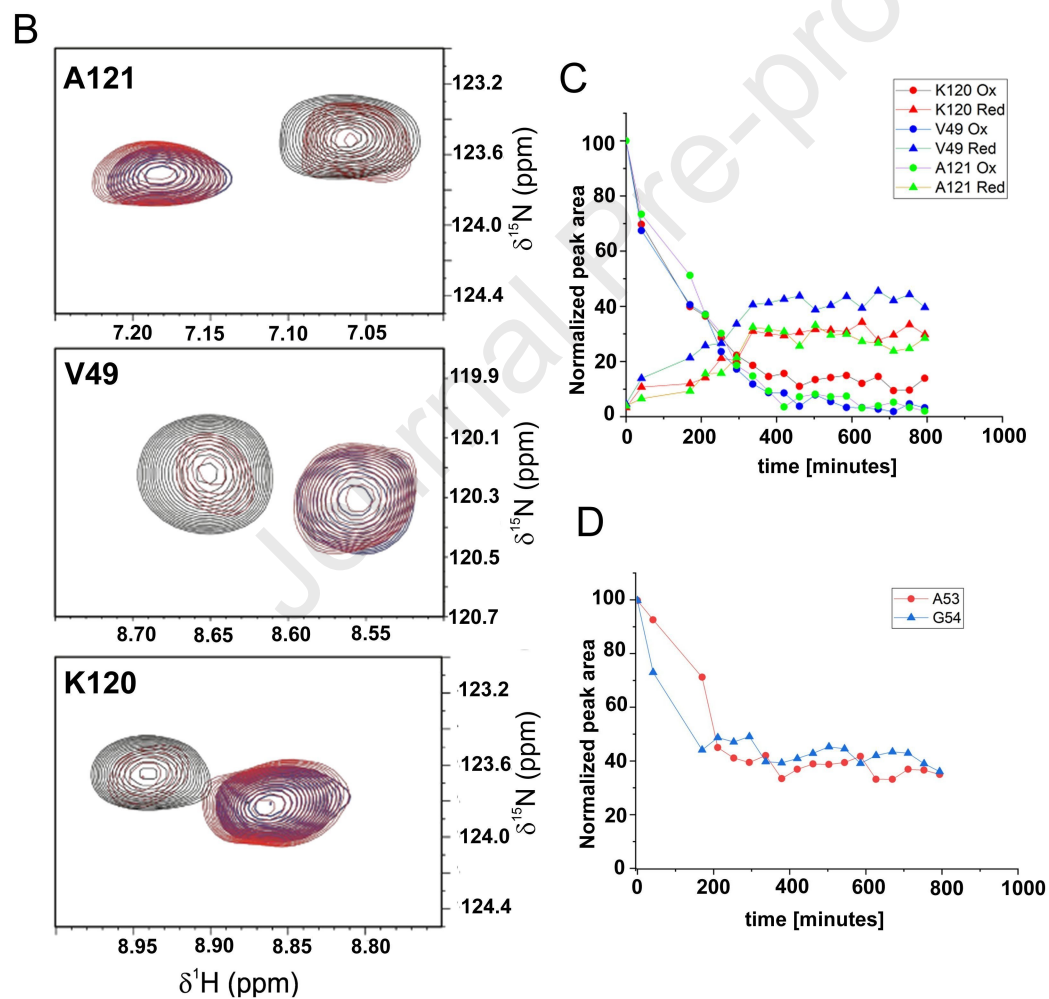 B
A121
123.2
123.6
124.0
124.4
δ¹⁵N (ppm)
7.20 7.15 7.10 7.05
V49
119.9
120.1
120.3
120.5
120.7
δ¹⁵N (ppm)
8.70 8.65 8.60 8.55
K120
123.2
123.6
124.0
124.4
δ¹⁵N (ppm)
8.95 8.90 8.85 8.80
δ¹H (ppm)
C
K120 Ox
K120 Red
V49 Ox
V49 Red
A121 Ox
A121 Red
100
80
60
40
20
0
Normalized peak area
0 200 400 600 800 1000
time [minutes]
D
A53
G54
100
80
60
40
20
0
Normalized peak area
0 200 400 600 800 1000
time [minutes]
Journal Pre-pro